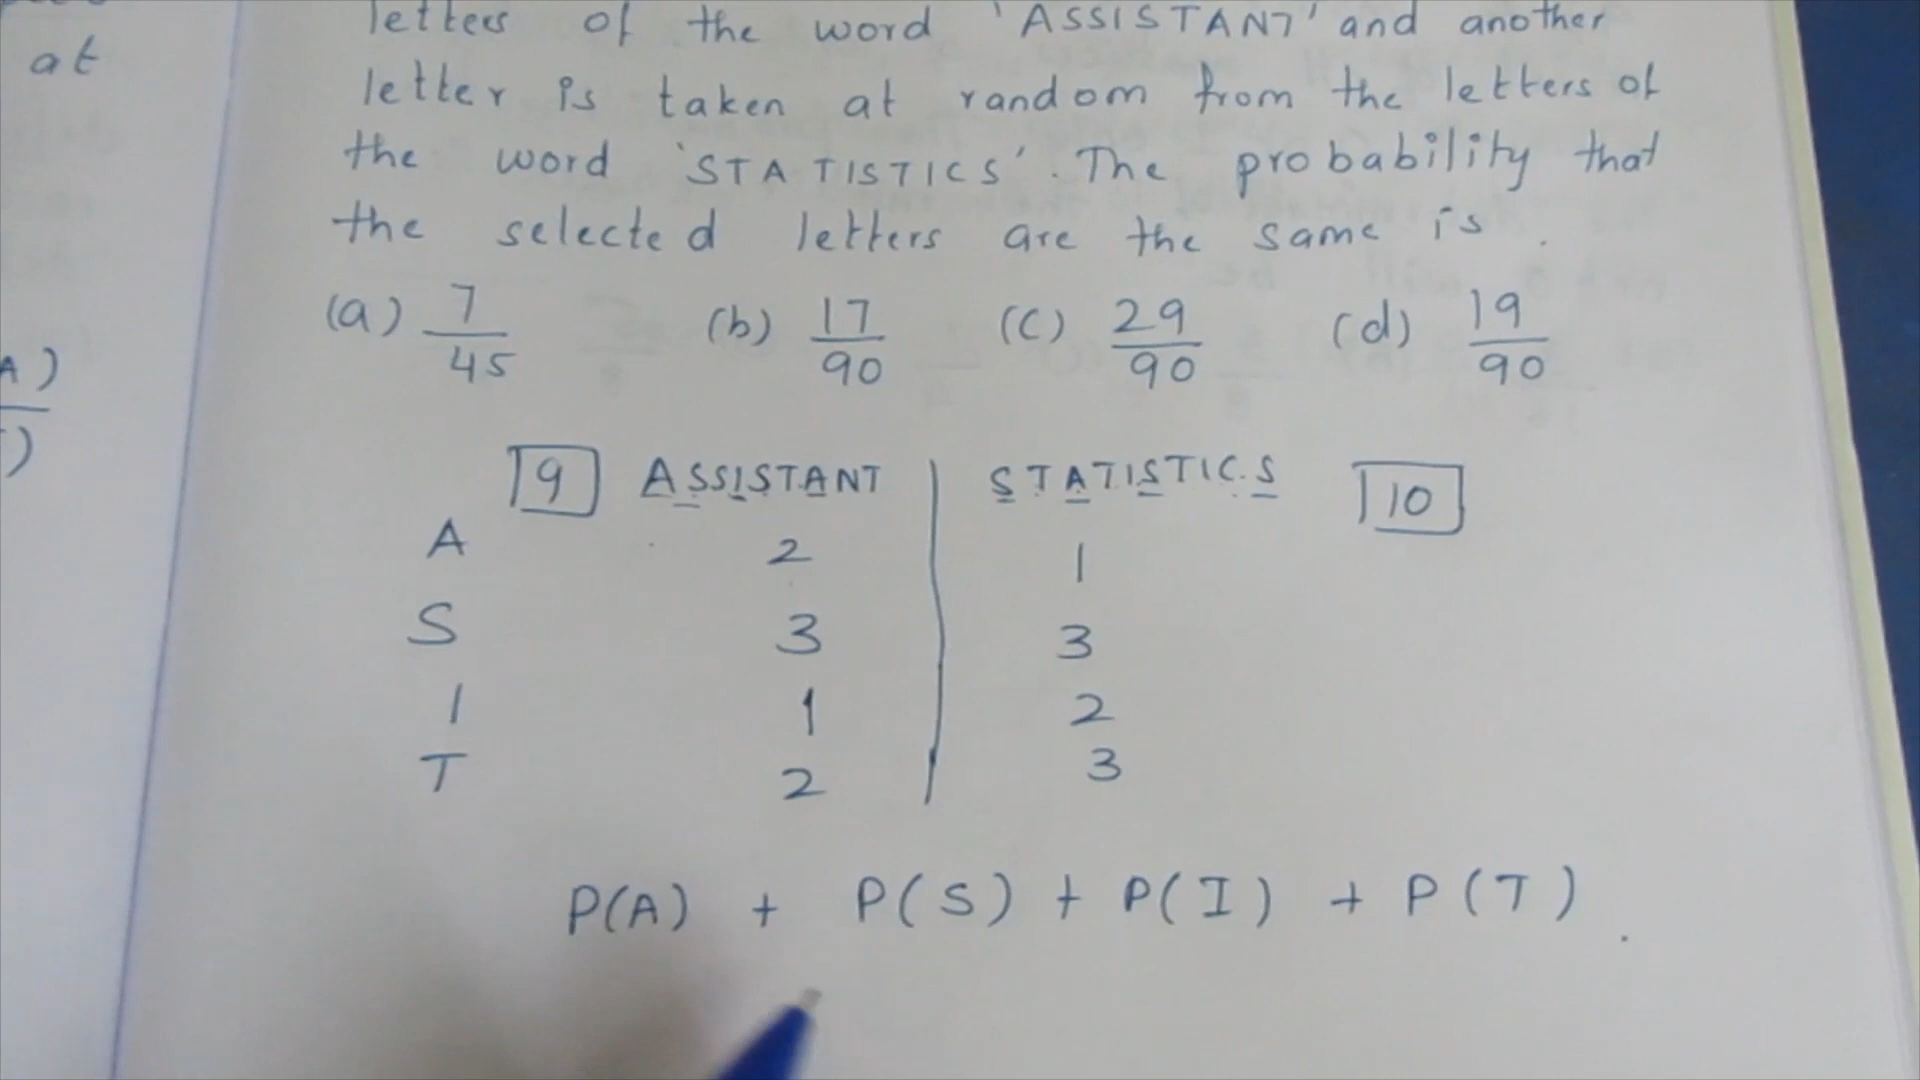 at
A)
)
letters of the word 'ASSISTANT' and another
letter is taken at random from the letters of
the word 'STATISTICS'. The probability that
the selected letters are the same is .
(a) 7/45 (b) 17/90 (c) 29/90 (d) 19/90
9 ASSISTANT STATISTICS 10
A 2 1
S 3 3
I 1 2
T 2 3
P(A) + P(S) + P(I) + P(T) .